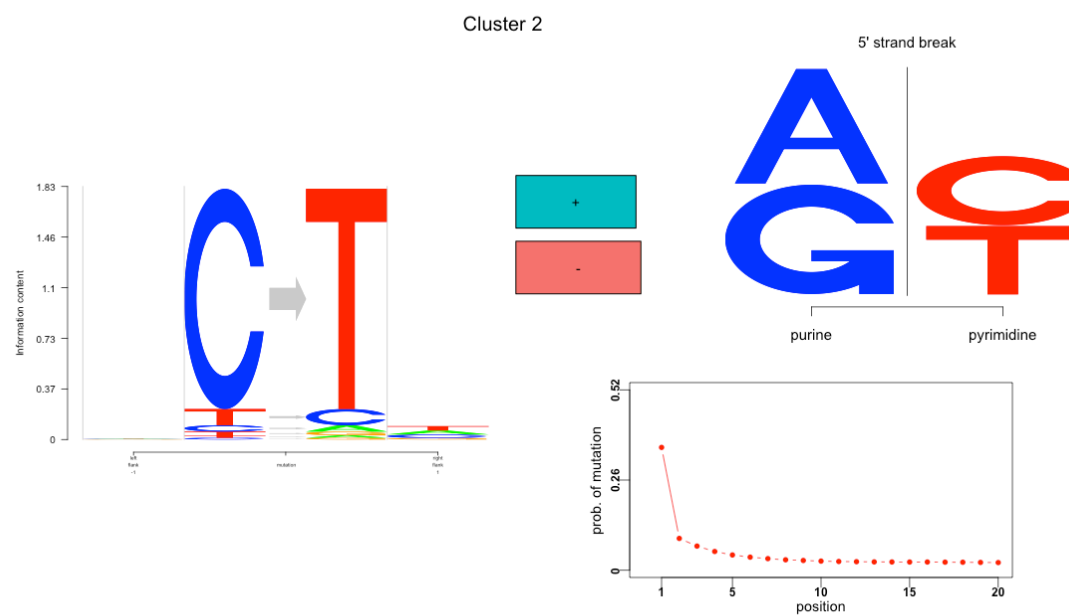 Cluster 2
5' strand break
A
G
C
T
purine
pyrimidine
+
-
Information content
1.83
1.46
1.1
0.73
0.37
0
C
T
T
C
left
flank
-1
mutation
right
flank
1
prob. of mutation
0.52
0.26
0
1
5
10
15
20
position